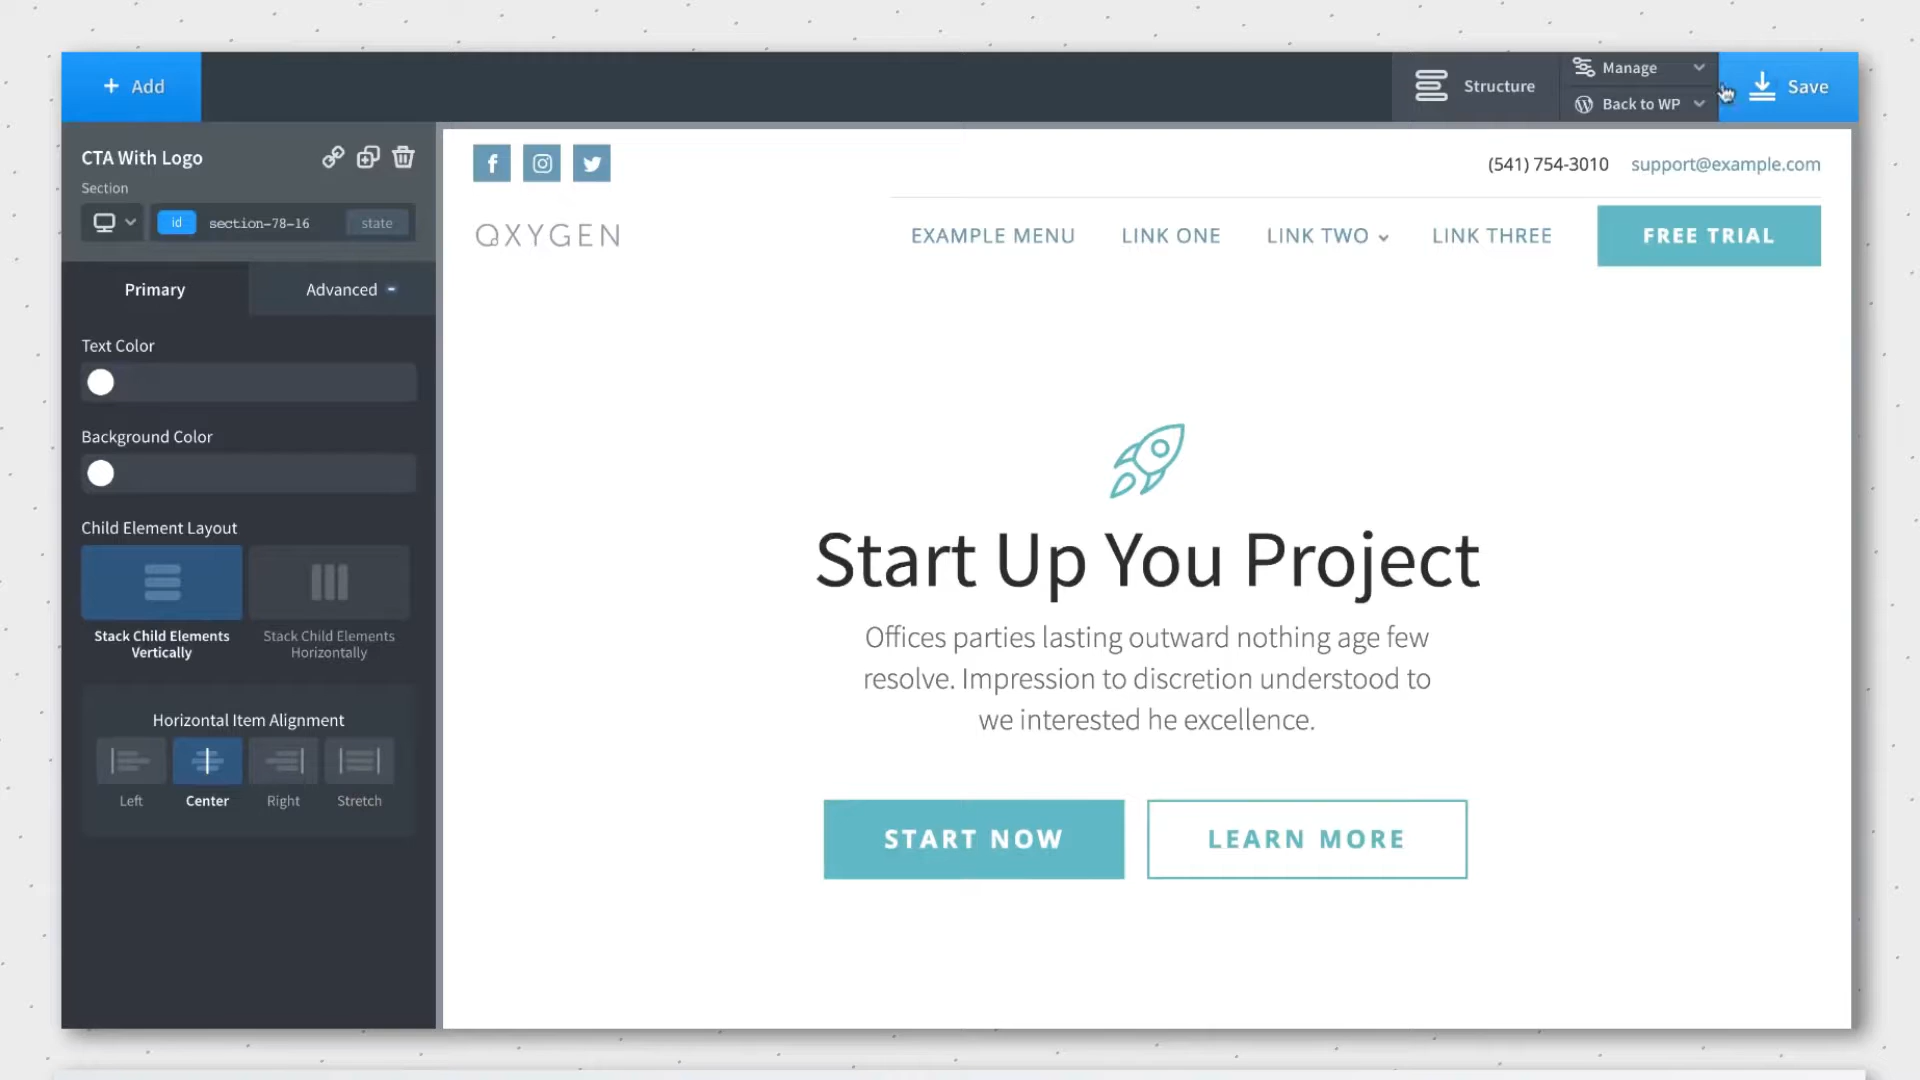 + Add
Structure
Manage
Back to WP
Save
CTA With Logo
Section
id section-78-16 state
Primary
Advanced
Text Color
Background Color
Child Element Layout
Stack Child Elements
Vertically
Stack Child Elements
Horizontally
Horizontal Item Alignment
Left Center Right Stretch
(541) 754-3010 support@example.com
OXYGEN
EXAMPLE MENU LINK ONE LINK TWO LINK THREE FREE TRIAL
Start Up You Project
Offices parties lasting outward nothing age few
resolve. Impression to discretion understood to
we interested he excellence.
START NOW LEARN MORE